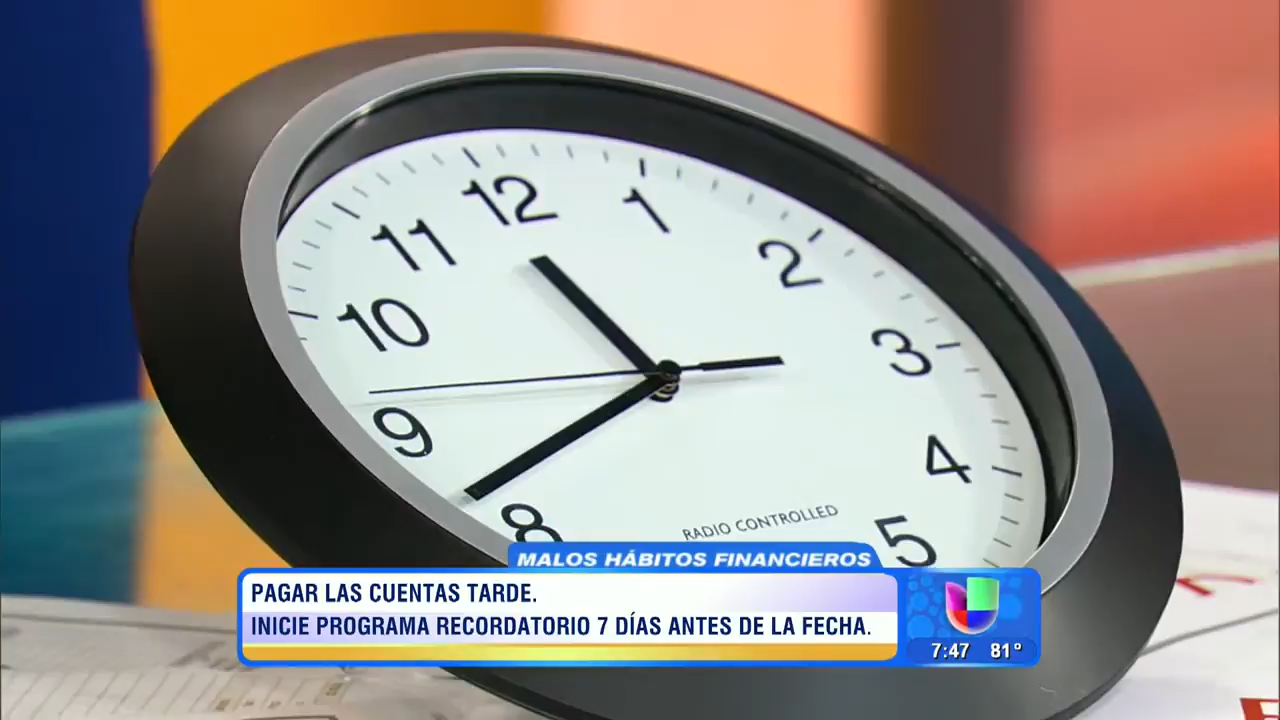 12
1
11
2
10
3
9
4
8
5
RADIO CONTROLLED
MALOS HÁBITOS FINANCIEROS
PAGAR LAS CUENTAS TARDE.
INICIE PROGRAMA RECORDATORIO 7 DÍAS ANTES DE LA FECHA.
7:47 81°